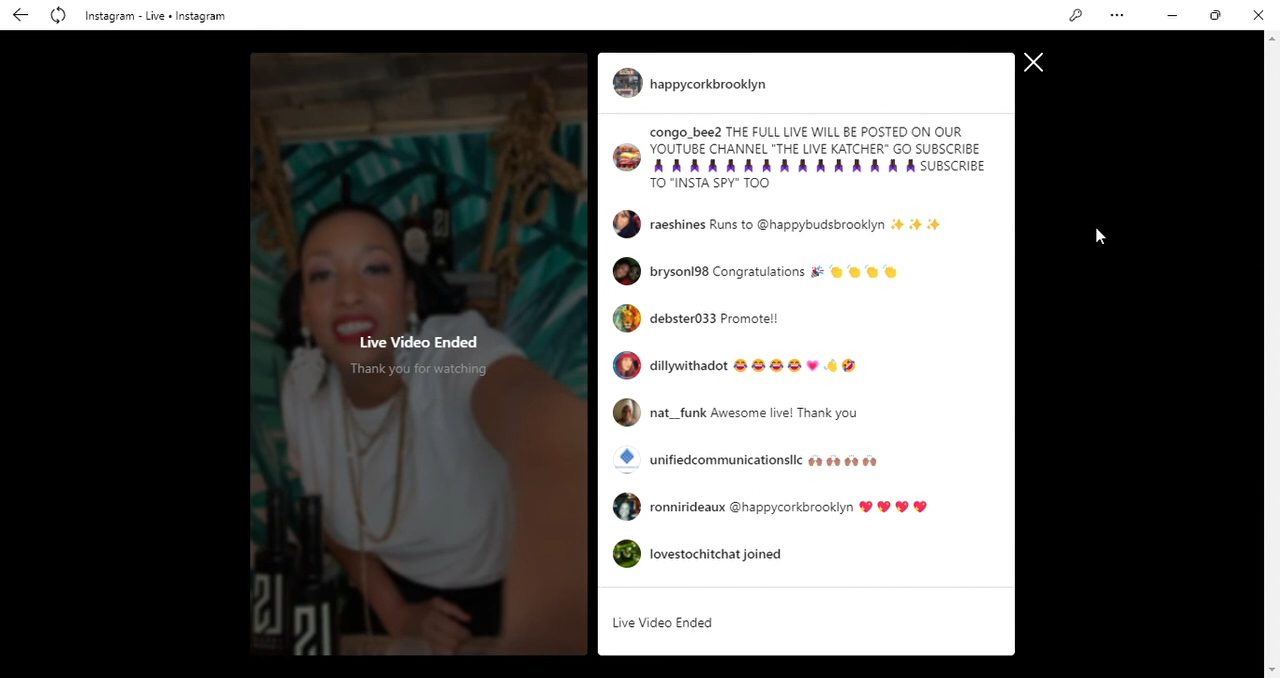 Instagram - Live • Instagram
happycorkbrooklyn
congo_bee2 THE FULL LIVE WILL BE POSTED ON OUR
YOUTUBE CHANNEL "THE LIVE KATCHER" GO SUBSCRIBE
SUBSCRIBE
TO "INSTA SPY" TOO
raeshines Runs to @happybudsbrooklyn ✨ ✨ ✨
brysonl98 Congratulations 🎉 👏 👏 👏 👏
debster033 Promote!!
dillywithadot 😂 😂 😂 😂 💗 👋 🤣
nat__funk Awesome live! Thank you
unifiedcommunicationsllc 🙌🏽 🙌🏽 🙌🏽 🙌🏽
ronnirideaux @happycorkbrooklyn 💖 💖 💖 💖
lovestochitchat joined
Live Video Ended
Live Video Ended
Thank you for watching